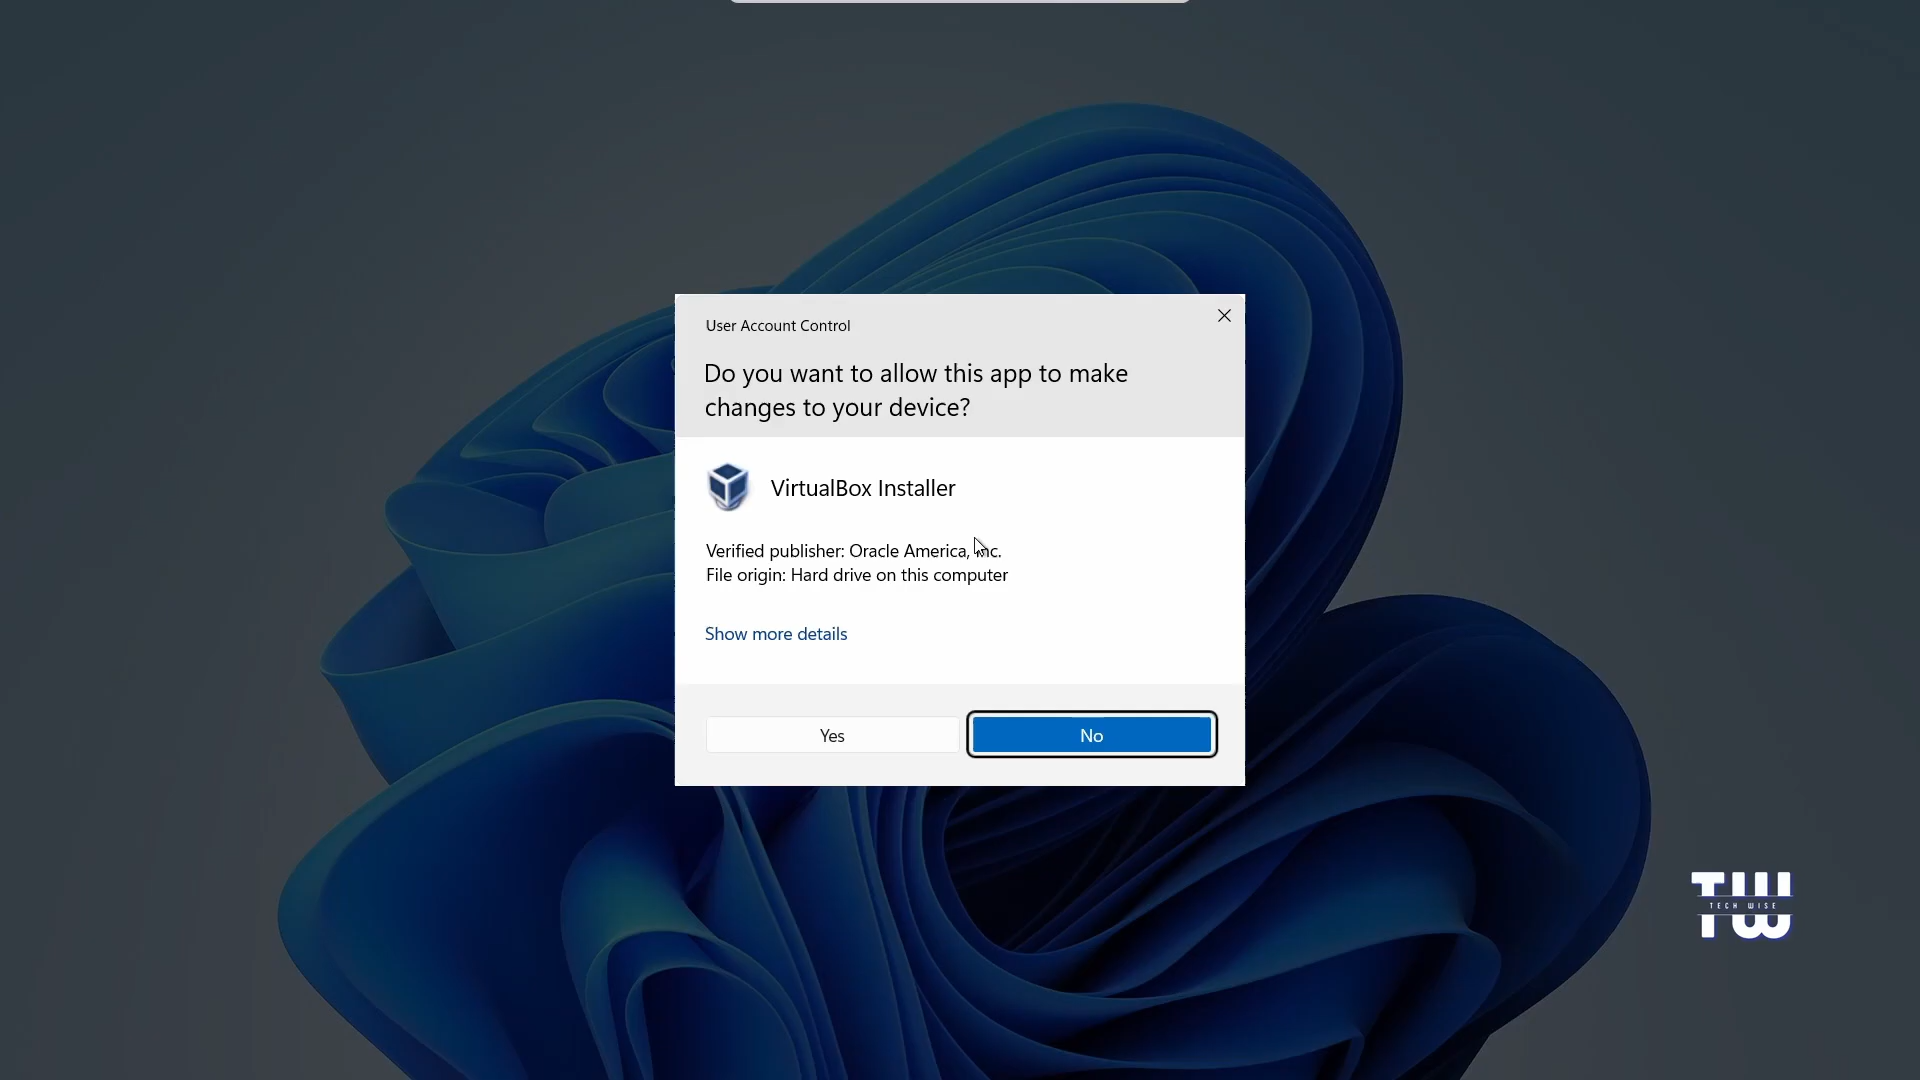 User Account Control
Do you want to allow this app to make
changes to your device?
VirtualBox Installer
Verified publisher: Oracle America, Inc.
File origin: Hard drive on this computer
Show more details
Yes
No
TW
TECH WISE